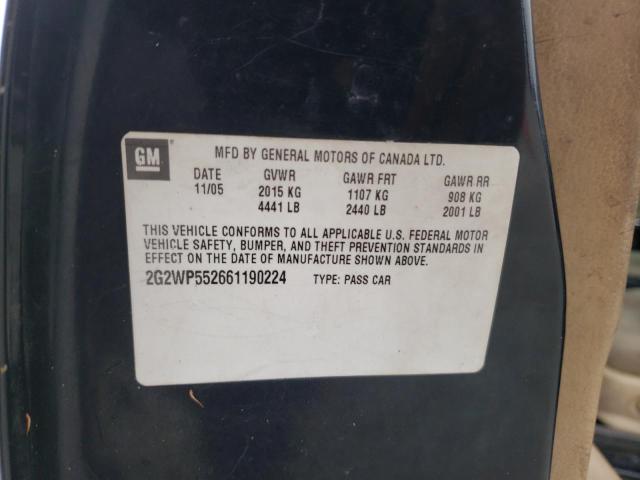 GM
MFD BY GENERAL MOTORS OF CANADA LTD.
DATE GVWR GAWR FRT GAWR RR
11/05 2015 KG 1107 KG 908 KG
4441 LB 2440 LB 2001 LB
THIS VEHICLE CONFORMS TO ALL APPLICABLE U.S. FEDERAL MOTOR
VEHICLE SAFETY, BUMPER, AND THEFT PREVENTION STANDARDS IN
EFFECT ON THE DATE OF MANUFACTURE SHOWN ABOVE.
2G2WP552661190224 TYPE: PASS CAR